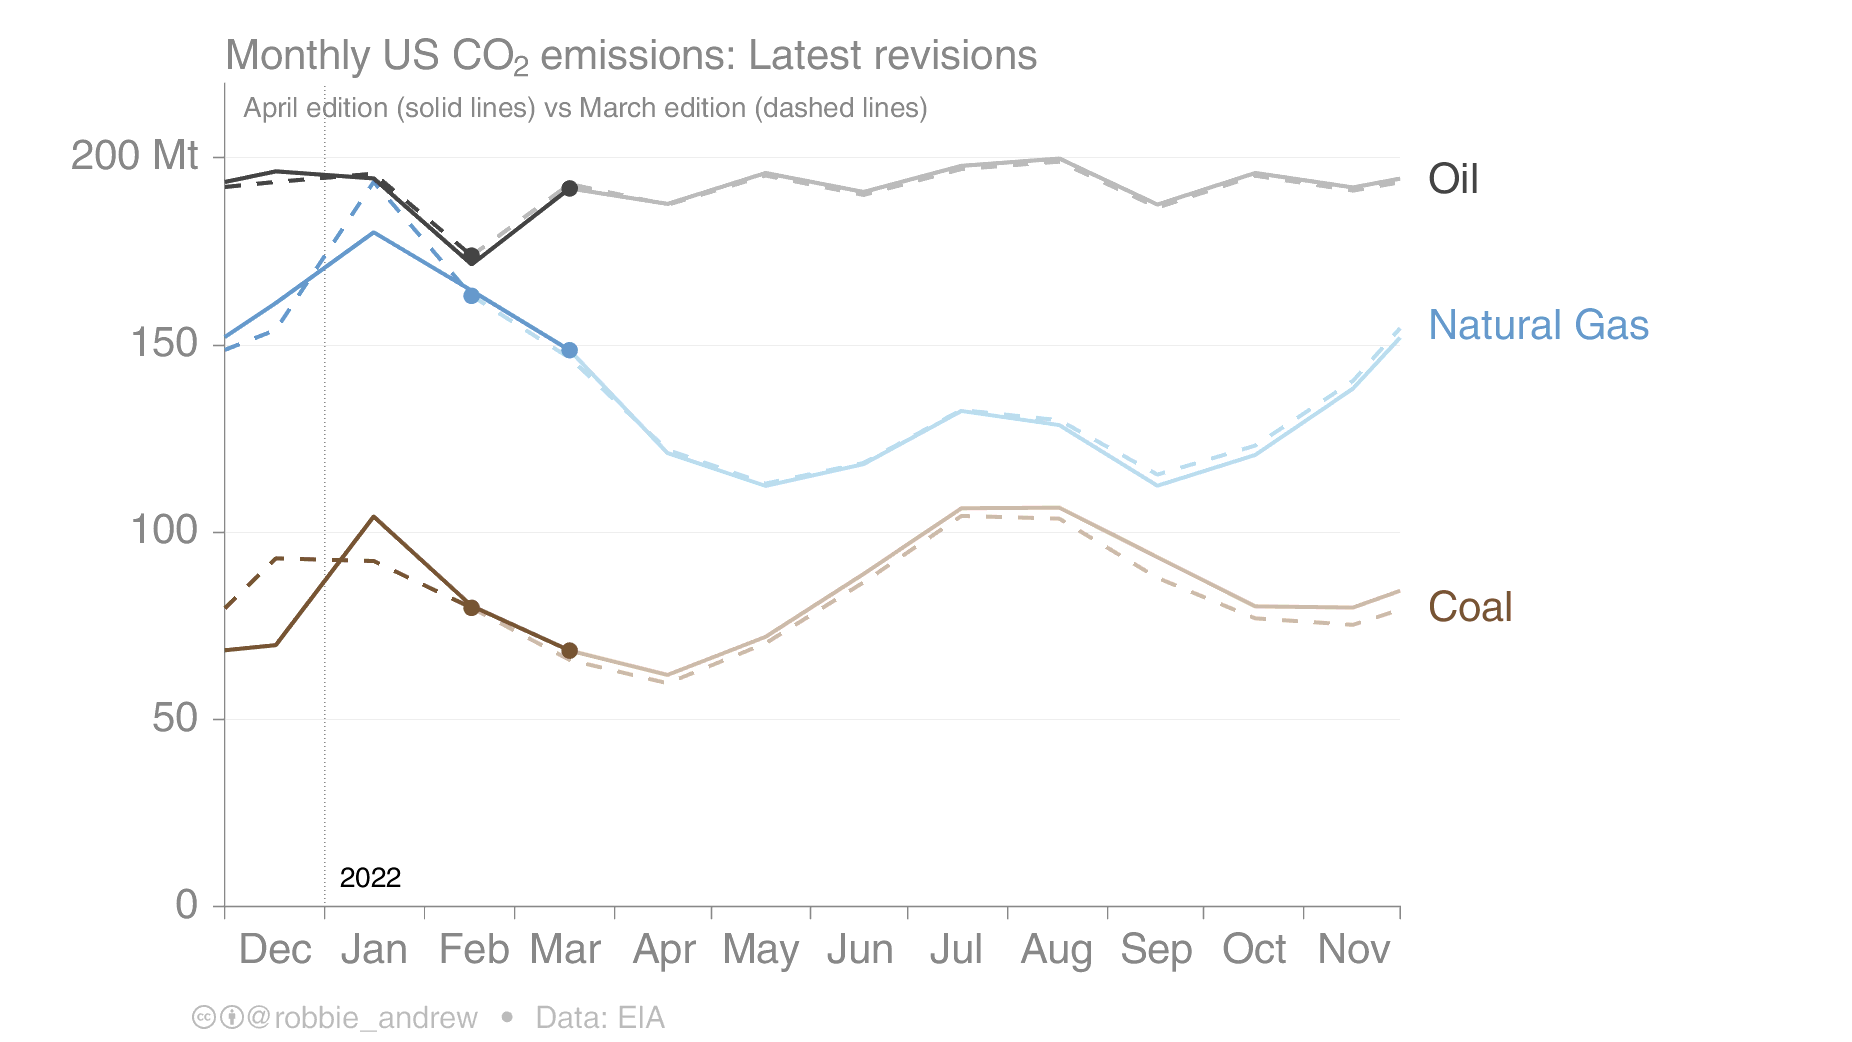 Monthly US CO₂ emissions: Latest revisions
April edition (solid lines) vs March edition (dashed lines)
200 Mt
150
100
50
0
Oil
Natural Gas
Coal
2022
Dec Jan Feb Mar Apr May Jun Jul Aug Sep Oct Nov
cc @robbie_andrew • Data: EIA